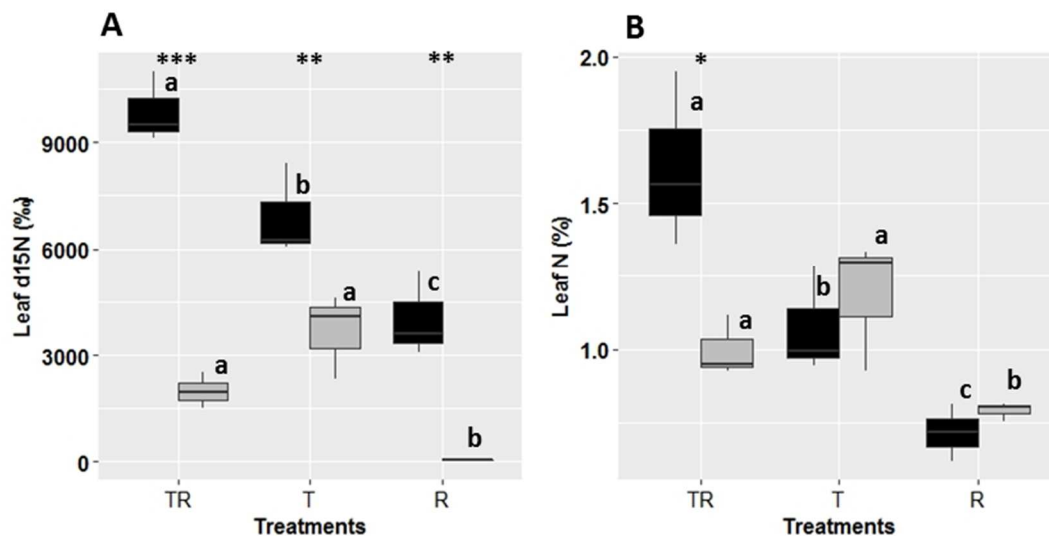 A
***
**
**
a
b
a
c
a
b
9000
6000
3000
0
Leaf d15N (‰)
TR
T
R
Treatments
B
*
a
a
b
a
c
b
2.0
1.5
1.0
Leaf N (%)
TR
T
R
Treatments